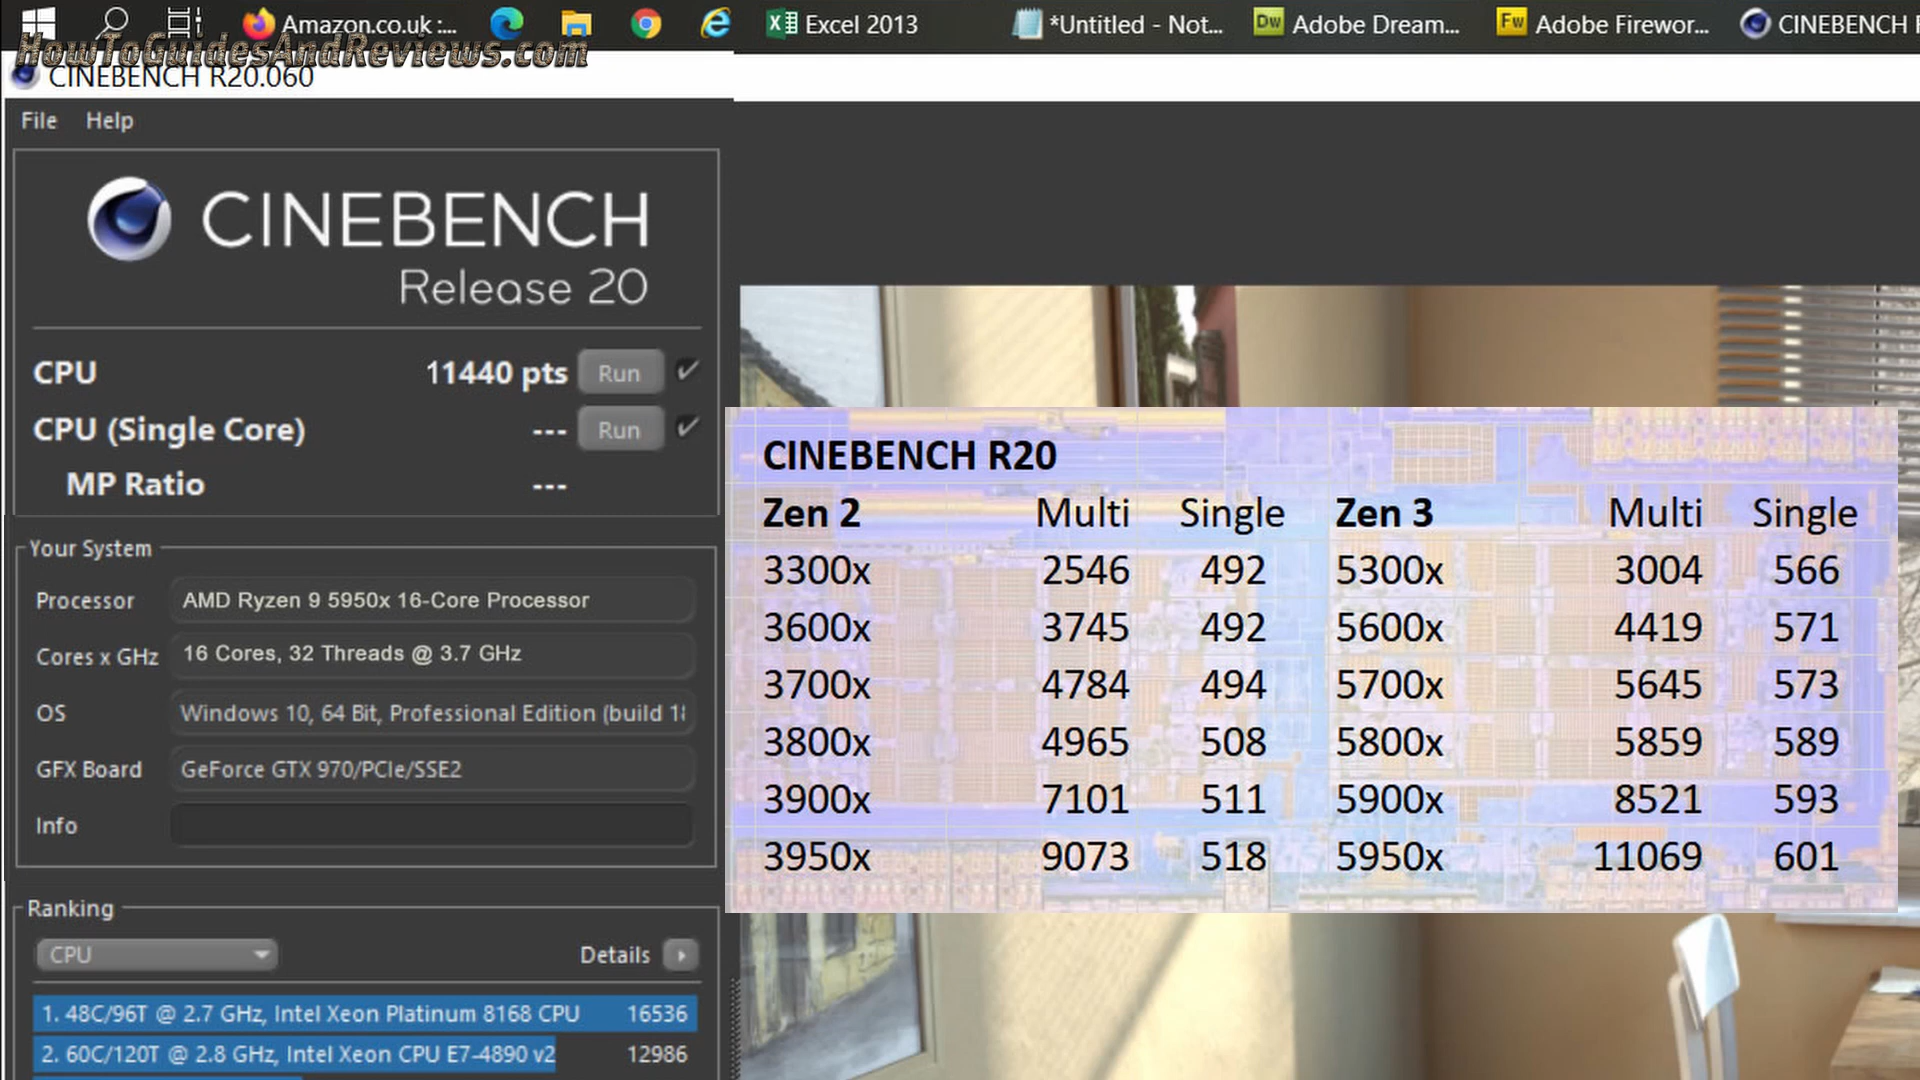 Amazon.co.uk :...
Excel 2013
*Untitled - Not...
Dw Adobe Dream...
Fw Adobe Firewor...
CINEBENCH R
HowToGuidesAndReviews.com
CINEBENCH R20.060
File Help
CINEBENCH
Release 20
CPU 11440 pts Run
CPU (Single Core) --- Run
MP Ratio ---
Your System
Processor AMD Ryzen 9 5950x 16-Core Processor
Cores x GHz 16 Cores, 32 Threads @ 3.7 GHz
OS Windows 10, 64 Bit, Professional Edition (build 18
GFX Board GeForce GTX 970/PCIe/SSE2
Info
Ranking
CPU Details
1. 48C/96T @ 2.7 GHz, Intel Xeon Platinum 8168 CPU 16536
2. 60C/120T @ 2.8 GHz, Intel Xeon CPU E7-4890 v2 12986
CINEBENCH R20
Zen 2 Multi Single Zen 3 Multi Single
3300x 2546 492 5300x 3004 566
3600x 3745 492 5600x 4419 571
3700x 4784 494 5700x 5645 573
3800x 4965 508 5800x 5859 589
3900x 7101 511 5900x 8521 593
3950x 9073 518 5950x 11069 601